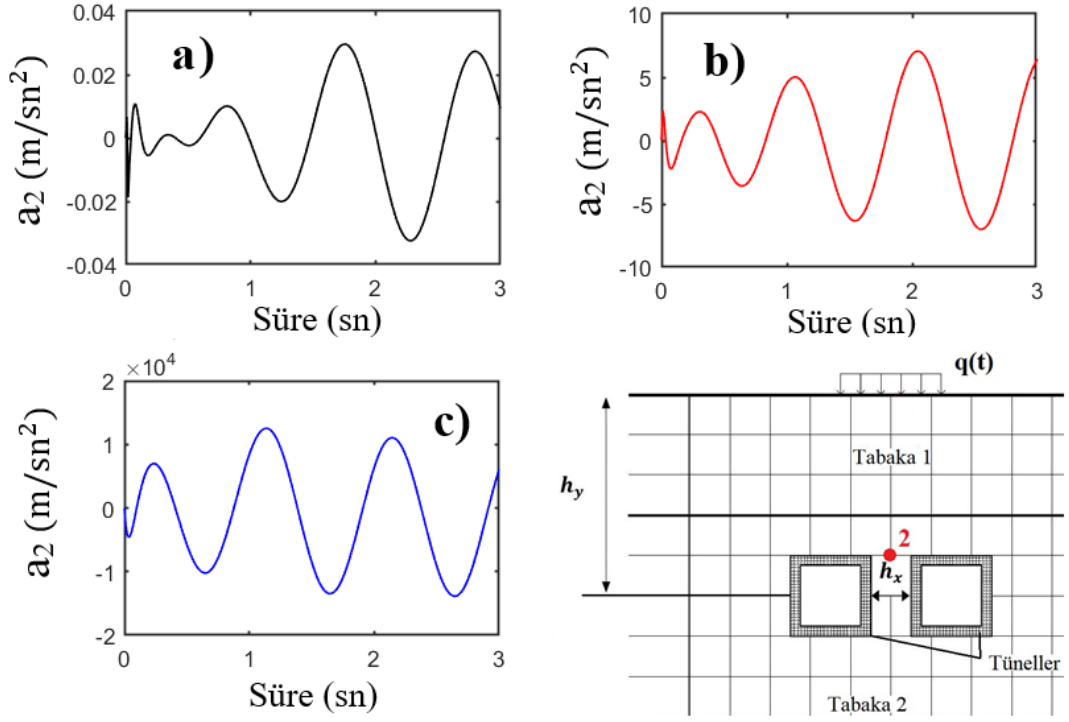 a)
a2 (m/sn²)
0.04
0.02
0
-0.02
-0.04
0 1 2 3
Süre (sn)
b)
a2 (m/sn²)
10
5
0
-5
-10
0 1 2 3
Süre (sn)
c)
a2 (m/sn²)
×10⁴
2
1
0
-1
-2
0 1 2 3
Süre (sn)
q(t)
Tabaka 1
hy
2
hx
Tüneller
Tabaka 2